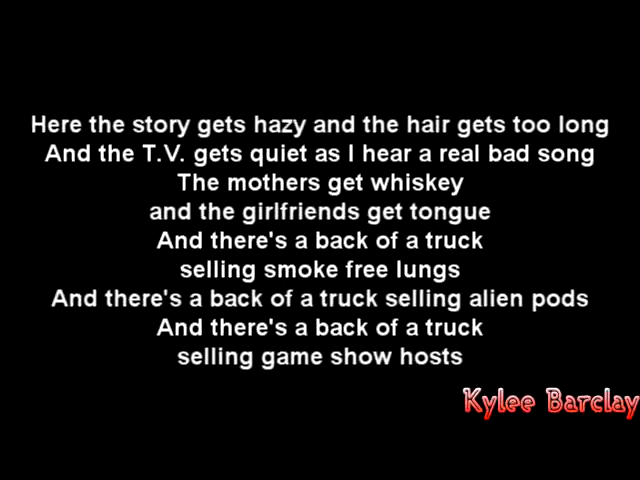 Here the story gets hazy and the hair gets too long
And the T.V. gets quiet as I hear a real bad song
The mothers get whiskey
and the girlfriends get tongue
And there's a back of a truck
selling smoke free lungs
And there's a back of a truck selling alien pods
And there's a back of a truck
selling game show hosts
Kylee Barclay